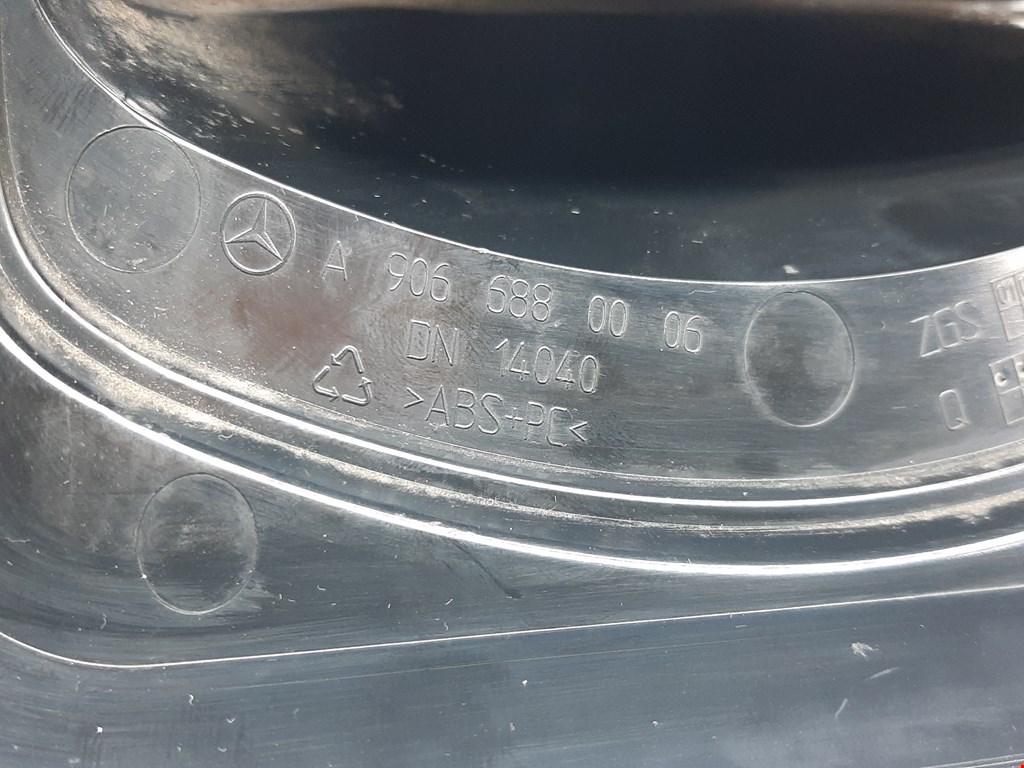 A 906 688 00 06
DN 14040
>ABS+PC<
ZGS
Q